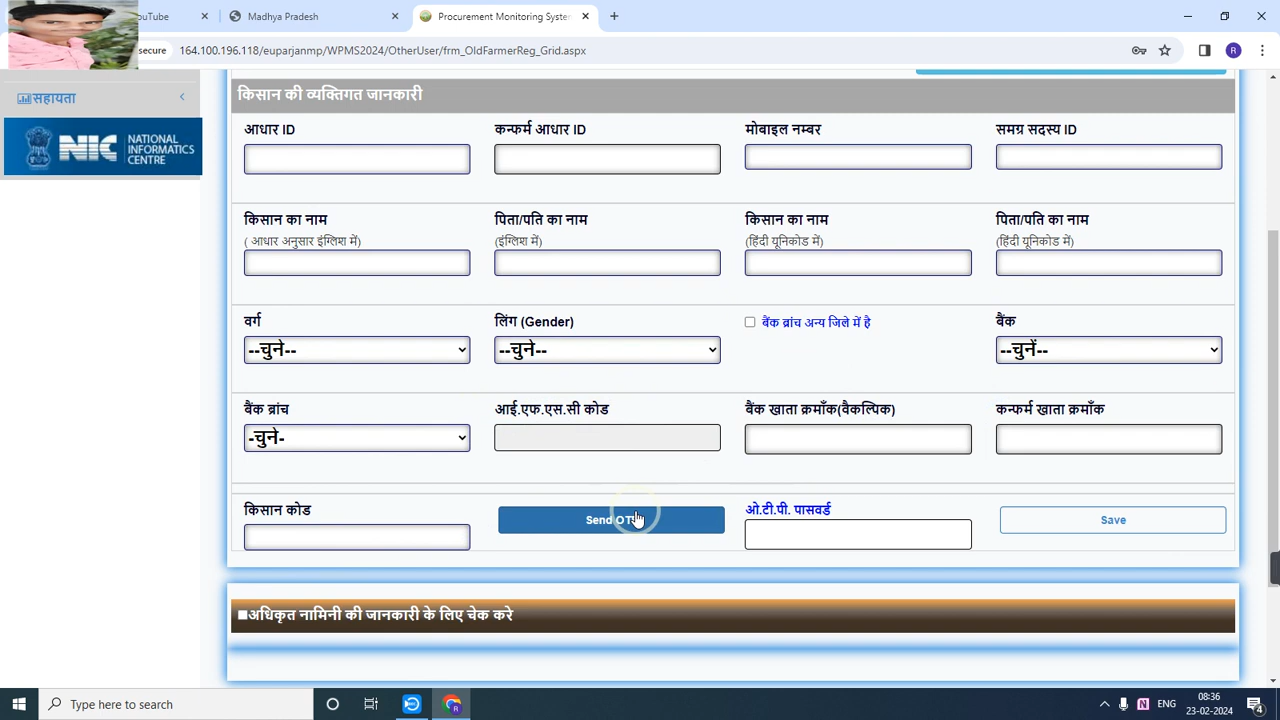 ouTube
Madhya Pradesh
Procurement Monitoring Syste
secure
164.100.196.118/euparjanmp/WPMS2024/OtherUser/frm_OldFarmerReg_Grid.aspx
R
सहायता
NIC NATIONAL INFORMATICS CENTRE
किसान की व्यक्तिगत जानकारी
आधार ID कन्फर्म आधार ID मोबाइल नम्बर समग्र सदस्य ID
किसान का नाम पिता/पति का नाम किसान का नाम पिता/पति का नाम
( आधार अनुसार इंग्लिश में) (इंग्लिश में) (हिंदी यूनिकोड में) (हिंदी यूनिकोड में)
वर्ग लिंग (Gender) बैंक ब्रांच अन्य जिले में है बैंक
--चुने-- --चुने-- --चुनें--
बैंक ब्रांच आई.एफ.एस.सी कोड बैंक खाता क्रमाँक(वैकल्पिक) कन्फर्म खाता क्रमाँक
-चुने-
किसान कोड Send OT ओ.टी.पी. पासवर्ड Save
अधिकृत नामिनी की जानकारी के लिए चेक करे
Type here to search
ENG
08:36
23-02-2024
4